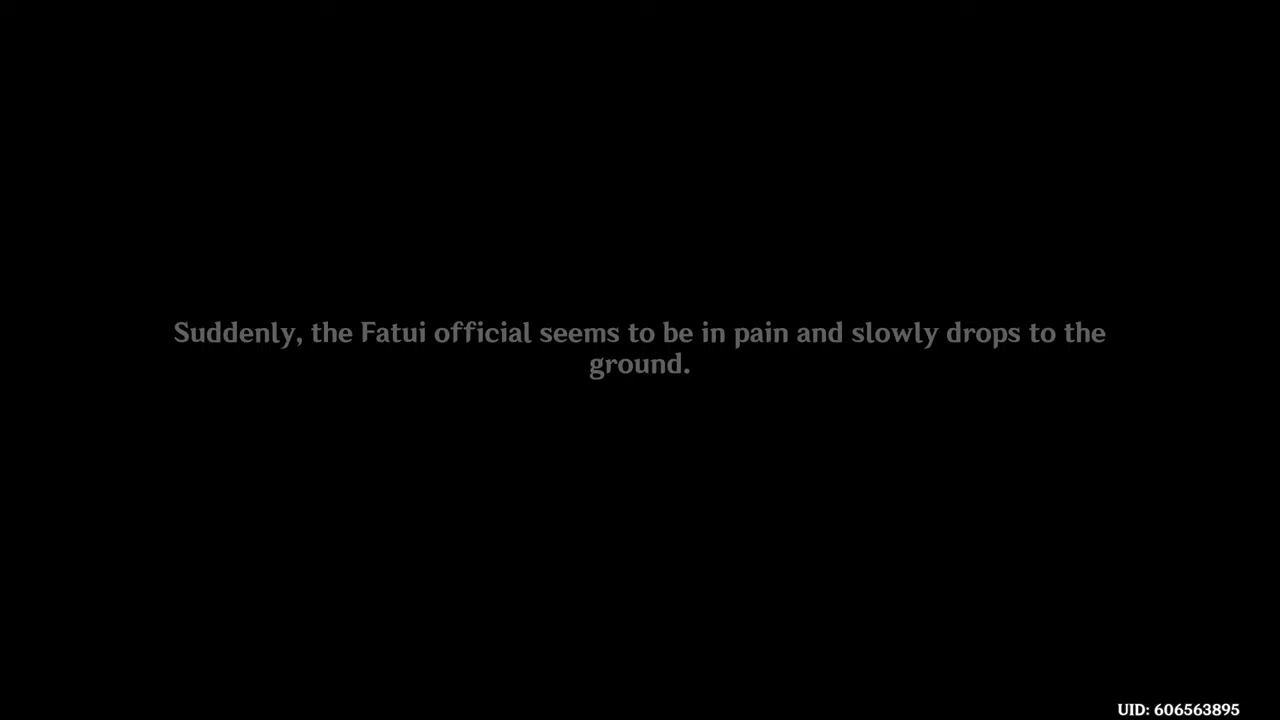 Suddenly, the Fatui official seems to be in pain and slowly drops to the
ground.
UID: 606563895